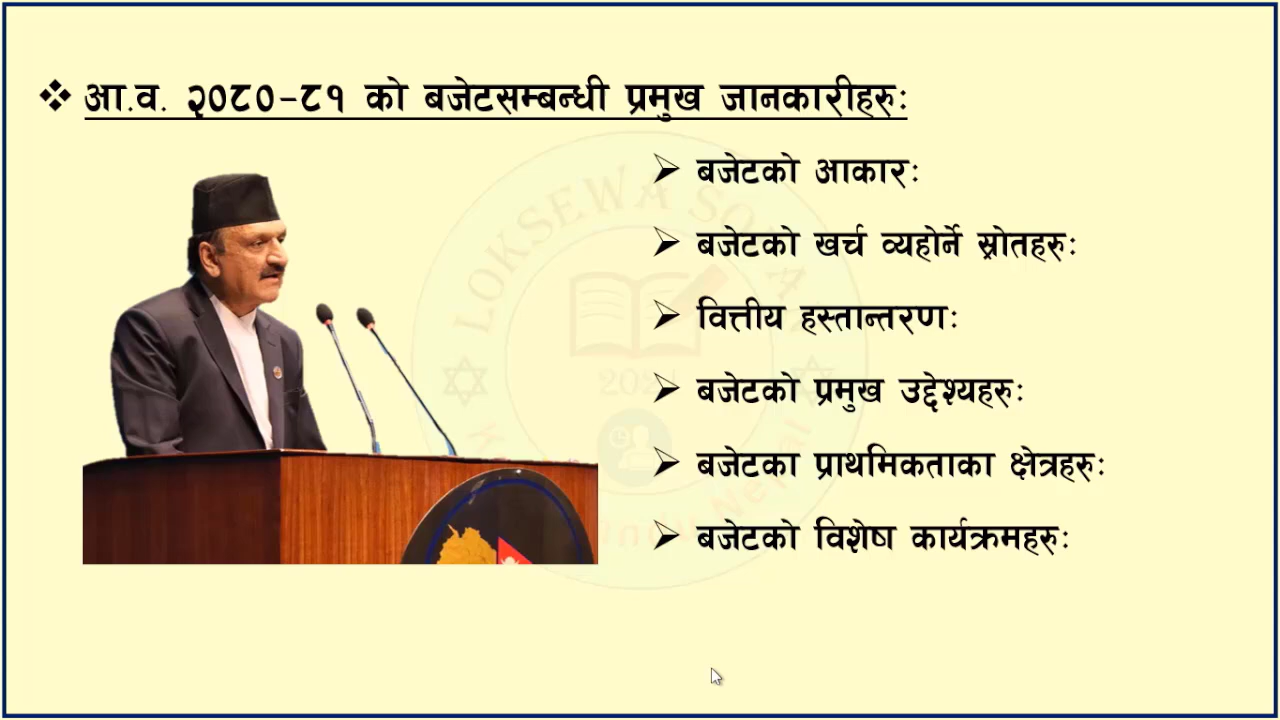 ❖ आ.व. २०८०-८१ को बजेटसम्बन्धी प्रमुख जानकारीहरुः
➢ बजेटको आकारः
➢ बजेटको खर्च व्यहोर्ने स्रोतहरुः
➢ वित्तीय हस्तान्तरणः
➢ बजेटको प्रमुख उद्देश्यहरुः
➢ बजेटका प्राथमिकताका क्षेत्रहरुः
➢ बजेटको विशेष कार्यक्रमहरुः
LOKSEWA